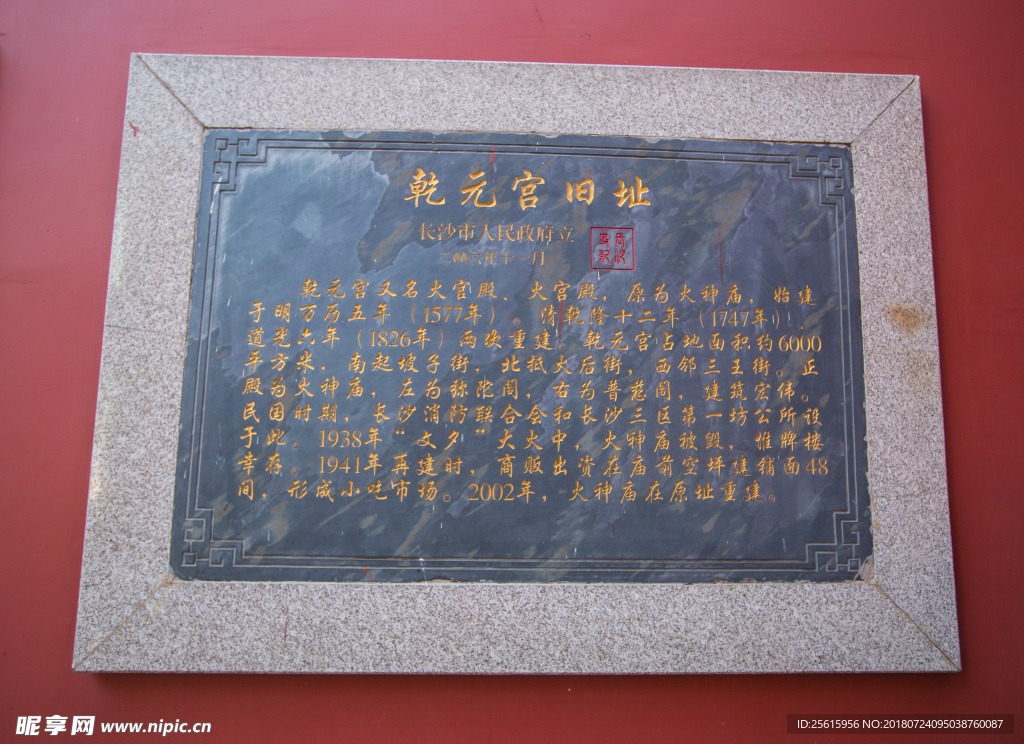 乾元宫旧址
长沙市人民政府立
二〇〇六年十一月
乾元宫又名火官殿、火宫殿，原为火神庙，始建
于明万历五年（1577年）。清乾隆十二年（1747年）、
道光六年（1826年）两次重建。乾元宫占地面积约6000
平方米，南起坡子街，北抵火后街，西邻三王街。正
殿为火神庙，左为弥陀阁，右为普慈阁，建筑宏伟。
民国时期，长沙消防联合会和长沙三区第一坊公所设
于此。1938年“文夕”大火中，火神庙被毁，惟牌楼
幸存。1941年再建时，商贩出资在庙前空坪建铺面48
间，形成小吃市场。2002年，火神庙在原址重建。
昵享网 www.nipic.cn
ID:25615956 NO:20180724095038760087